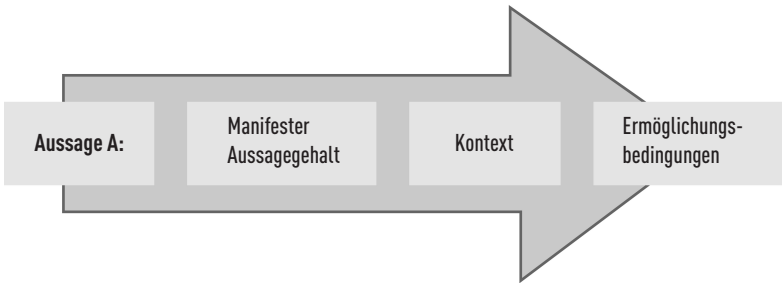 Aussage A:
Manifester
Aussagegehalt
Kontext
Ermöglichungs-
bedingungen